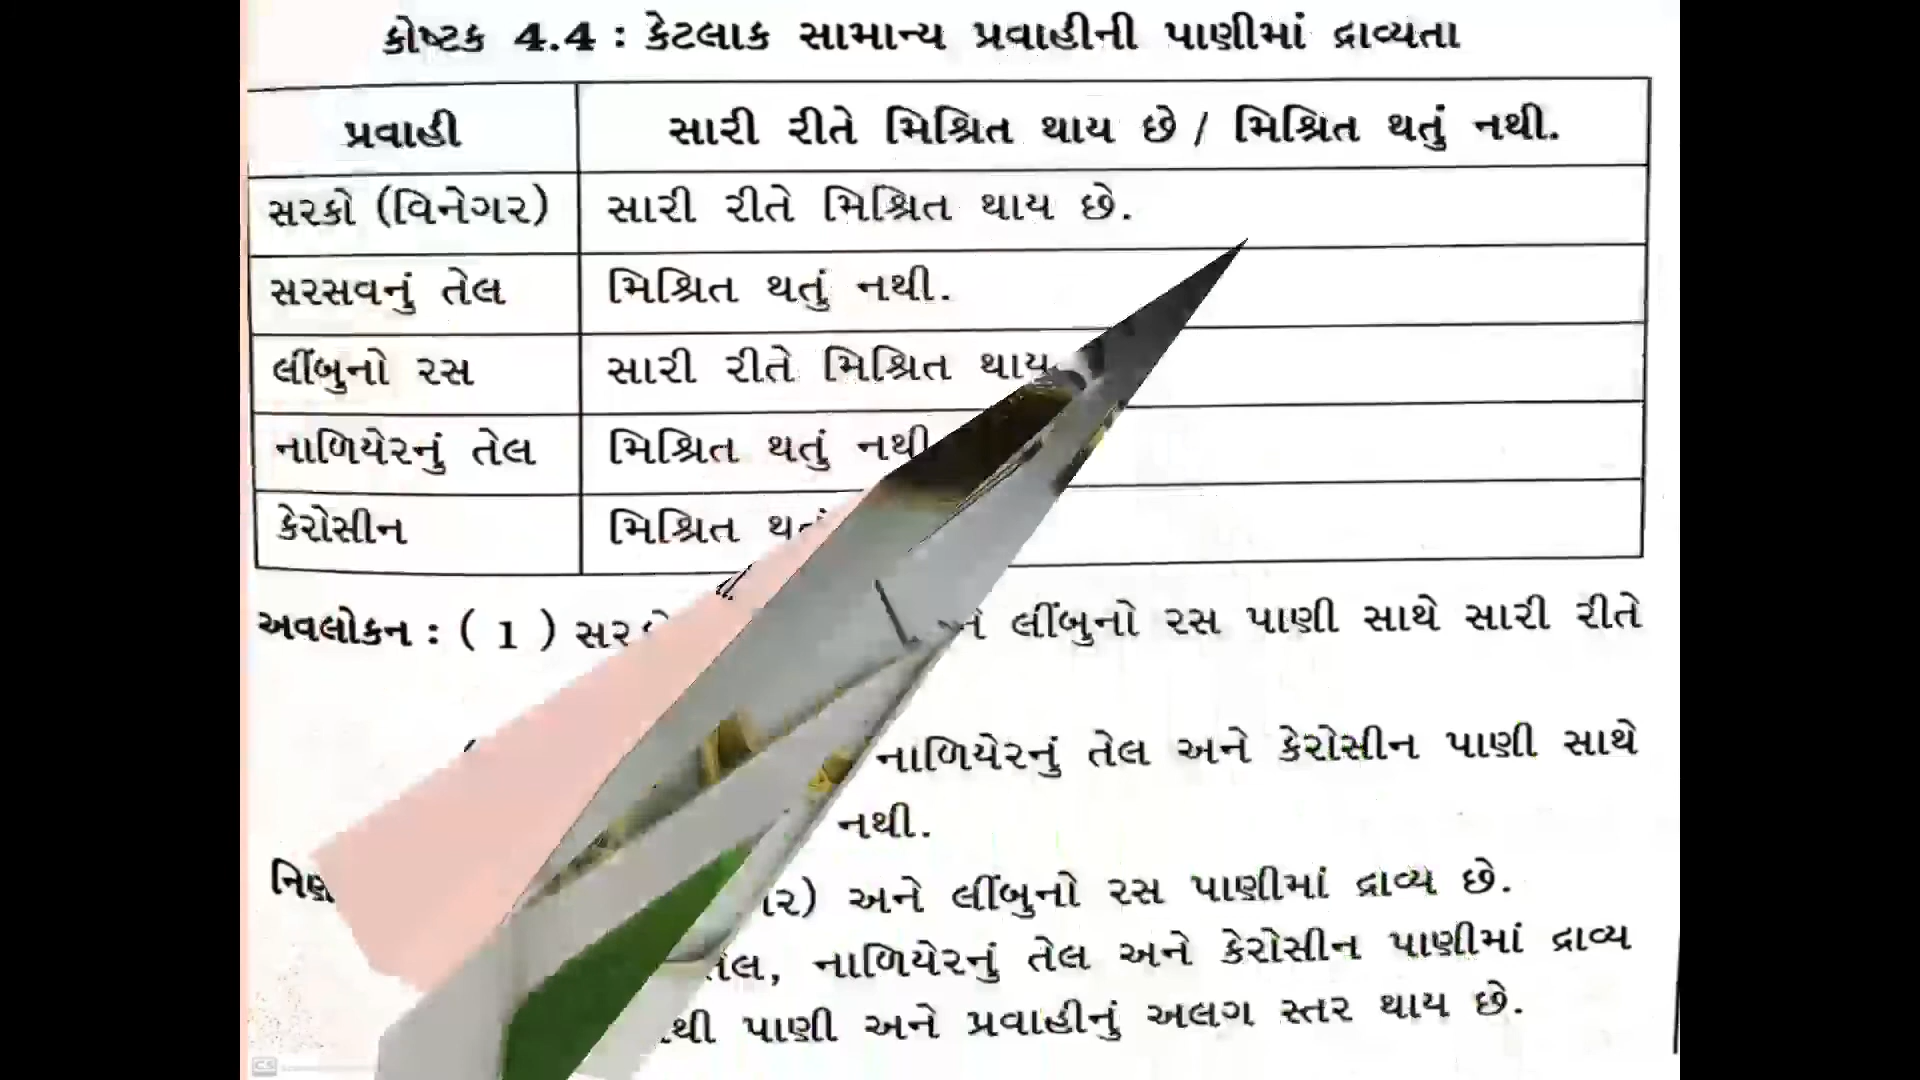 કોષ્ટક 4.4 : કેટલાક સામાન્ય પ્રવાહીની પાણીમાં દ્રાવ્યતા
પ્રવાહી સારી રીતે મિશ્રિત થાય છે / મિશ્રિત થતું નથી.
સરકો (વિનેગર) સારી રીતે મિશ્રિત થાય છે.
સરસવનું તેલ મિશ્રિત થતું નથી.
લીંબુનો રસ સારી રીતે મિશ્રિત થાય
નાળિયેરનું તેલ મિશ્રિત થતું નથી
કેરોસીન મિશ્રિત
અવલોકન : ( 1 ) લીંબુનો રસ પાણી સાથે સારી રીતે
નાળિયેરનું તેલ અને કેરોસીન પાણી સાથે
નથી.
અને લીંબુનો રસ પાણીમાં દ્રાવ્ય છે.
નાળિયેરનું તેલ અને કેરોસીન પાણીમાં દ્રાવ્ય
પાણી અને પ્રવાહીનું અલગ સ્તર થાય છે.